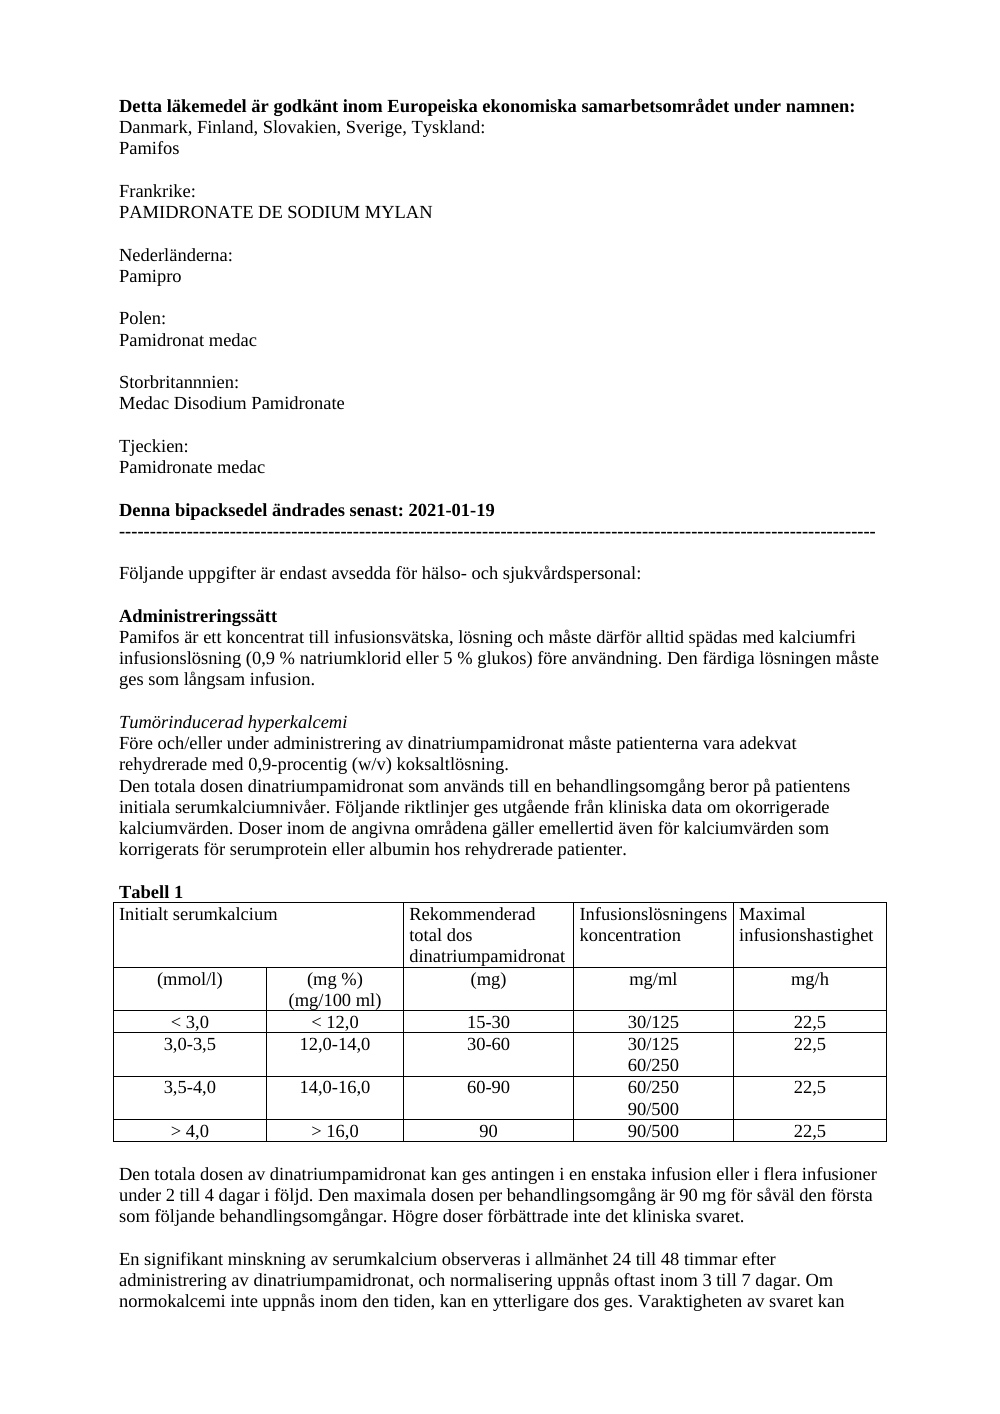 Detta läkemedel är godkänt inom Europeiska ekonomiska samarbetsområdet under namnen:
Danmark, Finland, Slovakien, Sverige, Tyskland:
Pamifos
Frankrike:
PAMIDRONATE DE SODIUM MYLAN
Nederländerna:
Pamipro
Polen:
Pamidronat medac
Storbritannnien:
Medac Disodium Pamidronate
Tjeckien:
Pamidronate medac
Denna bipacksedel ändrades senast: 2021-01-19
---------------------------------------------------------------------------------------------------------------------------
Följande uppgifter är endast avsedda för hälso- och sjukvårdspersonal:
Administreringssätt
Pamifos är ett koncentrat till infusionsvätska, lösning och måste därför alltid spädas med kalciumfri
infusionslösning (0,9 % natriumklorid eller 5 % glukos) före användning. Den färdiga lösningen måste
ges som långsam infusion.
Tumörinducerad hyperkalcemi
Före och/eller under administrering av dinatriumpamidronat måste patienterna vara adekvat
rehydrerade med 0,9-procentig (w/v) koksaltlösning.
Den totala dosen dinatriumpamidronat som används till en behandlingsomgång beror på patientens
initiala serumkalciumnivåer. Följande riktlinjer ges utgående från kliniska data om okorrigerade
kalciumvärden. Doser inom de angivna områdena gäller emellertid även för kalciumvärden som
korrigerats för serumprotein eller albumin hos rehydrerade patienter.
Tabell 1
Initialt serumkalcium Rekommenderad Infusionslösningens Maximal
total dos koncentration infusionshastighet
dinatriumpamidronat
(mmol/l) (mg %) (mg) mg/ml mg/h
(mg/100 ml)
< 3,0 < 12,0 15-30 30/125 22,5
3,0-3,5 12,0-14,0 30-60 30/125 22,5
60/250
3,5-4,0 14,0-16,0 60-90 60/250 22,5
90/500
> 4,0 > 16,0 90 90/500 22,5
Den totala dosen av dinatriumpamidronat kan ges antingen i en enstaka infusion eller i flera infusioner
under 2 till 4 dagar i följd. Den maximala dosen per behandlingsomgång är 90 mg för såväl den första
som följande behandlingsomgångar. Högre doser förbättrade inte det kliniska svaret.
En signifikant minskning av serumkalcium observeras i allmänhet 24 till 48 timmar efter
administrering av dinatriumpamidronat, och normalisering uppnås oftast inom 3 till 7 dagar. Om
normokalcemi inte uppnås inom den tiden, kan en ytterligare dos ges. Varaktigheten av svaret kan